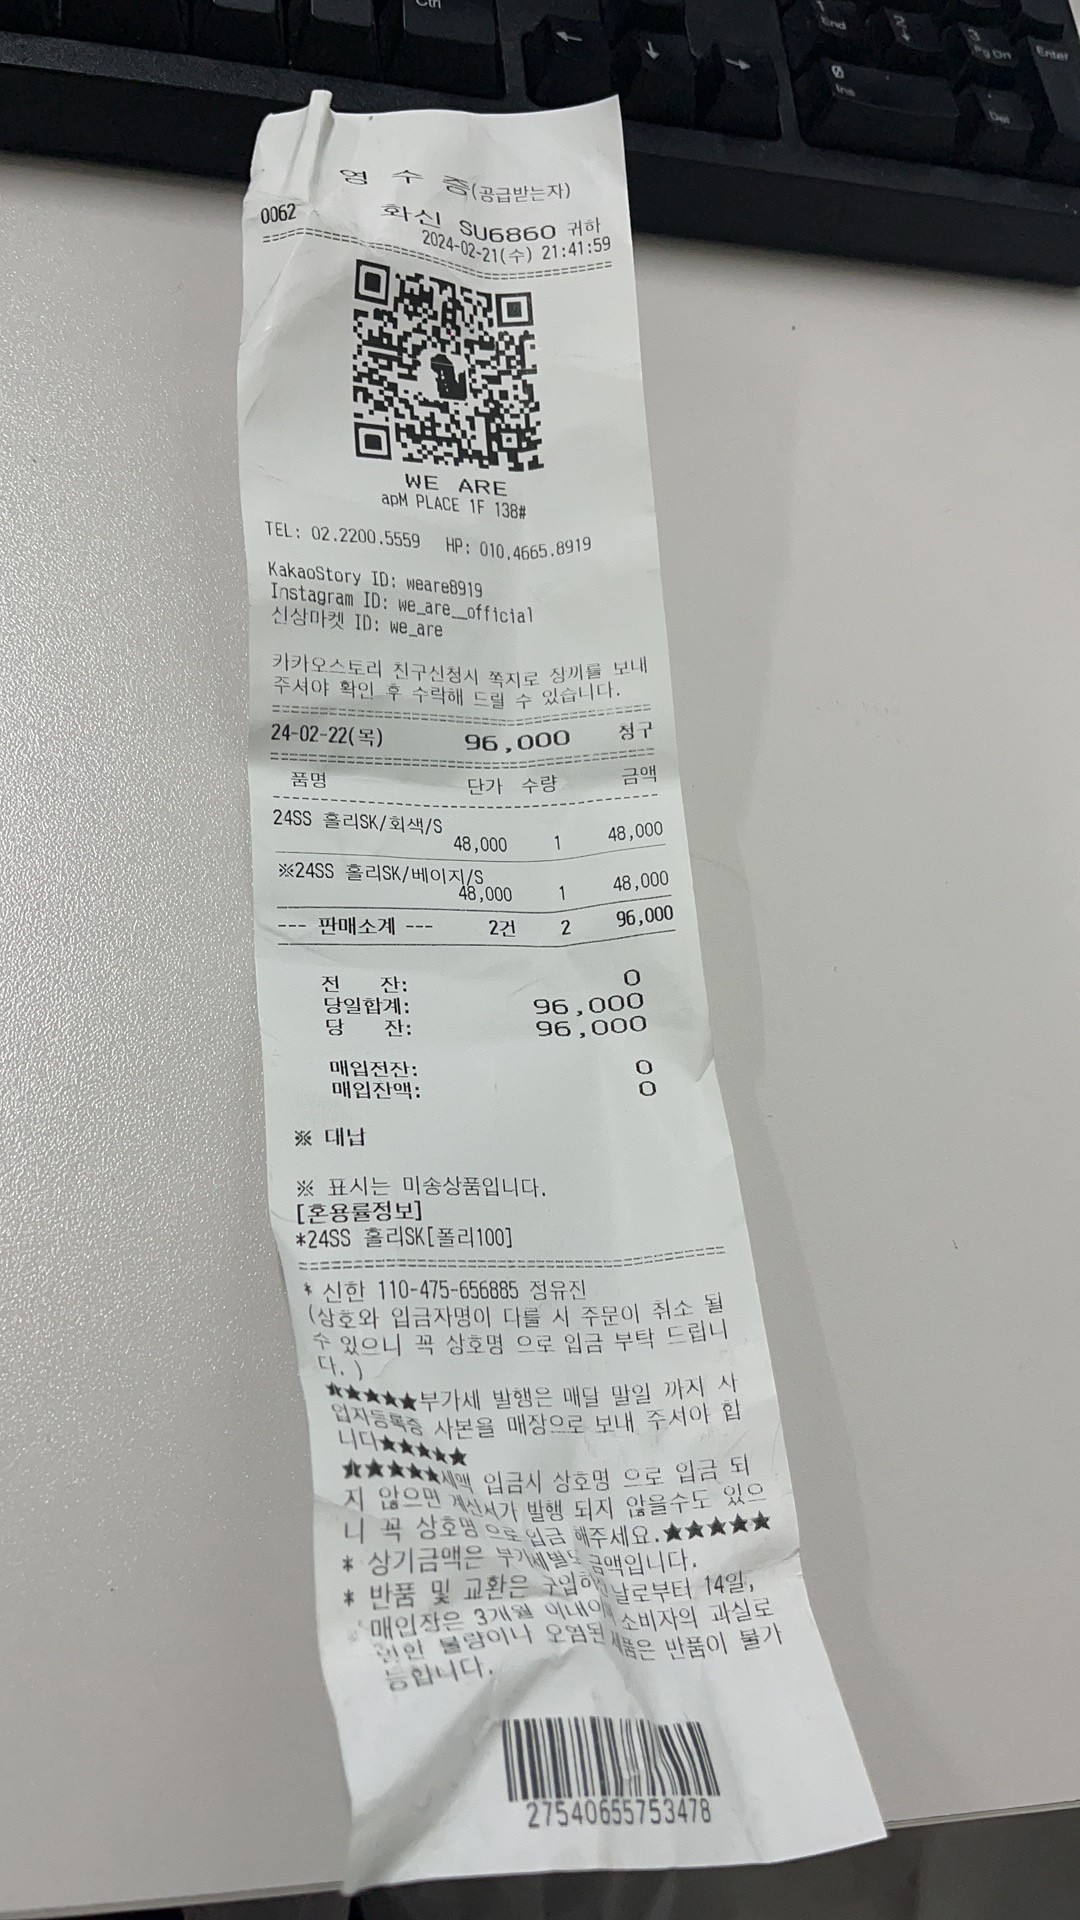 Ctrl
←
↓
→
1
End
2
↓
3
Pg Dn
Enter
0
Ins
Del
영 수 증(공급받는자)
0062 화신 SU6860 귀하
2024-02-21(수) 21:41:59
WE ARE
apM PLACE 1F 138#
TEL: 02.2200.5559 HP: 010.4665.8919
KakaoStory ID: weare8919
Instagram ID: we_are__official
신상마켓 ID: we_are
카카오스토리 친구신청시 쪽지로 장끼를 보내
주셔야 확인 후 수락해 드릴 수 있습니다.
24-02-22(목) 96,000 청구
품명 단가 수량 금액
24SS 홀리SK/회색/S
48,000 1 48,000
※24SS 홀리SK/베이지/S
48,000 1 48,000
--- 판매소계 --- 2건 2 96,000
전 잔: 0
당일합계: 96,000
당 잔: 96,000
매입전잔: 0
매입잔액: 0
※ 대납
※ 표시는 미송상품입니다.
[혼용률정보]
*24SS 홀리SK[폴리100]
* 신한 110-475-656885 정유진
(상호와 입금자명이 다를 시 주문이 취소 될
수 있으니 꼭 상호명 으로 입금 부탁 드립니
다.)
★★★★★부가세 발행은 매달 말일 까지 사
업자등록증 사본을 매장으로 보내 주셔야 합
니다★★★★★
★★★★★세액 입금시 상호명 으로 입금 되
지 않으면 계산서가 발행 되지 않을수도 있으
니 꼭 상호명 으로 입금 해주세요.★★★★★
* 상기금액은 부가세별도 금액입니다.
* 반품 및 교환은 구입하신 날로부터 14일,
매입장은 3개월 이내이며 소비자의 과실로
인한 불량이나 오염된 제품은 반품이 불가
능합니다.
27540655753478